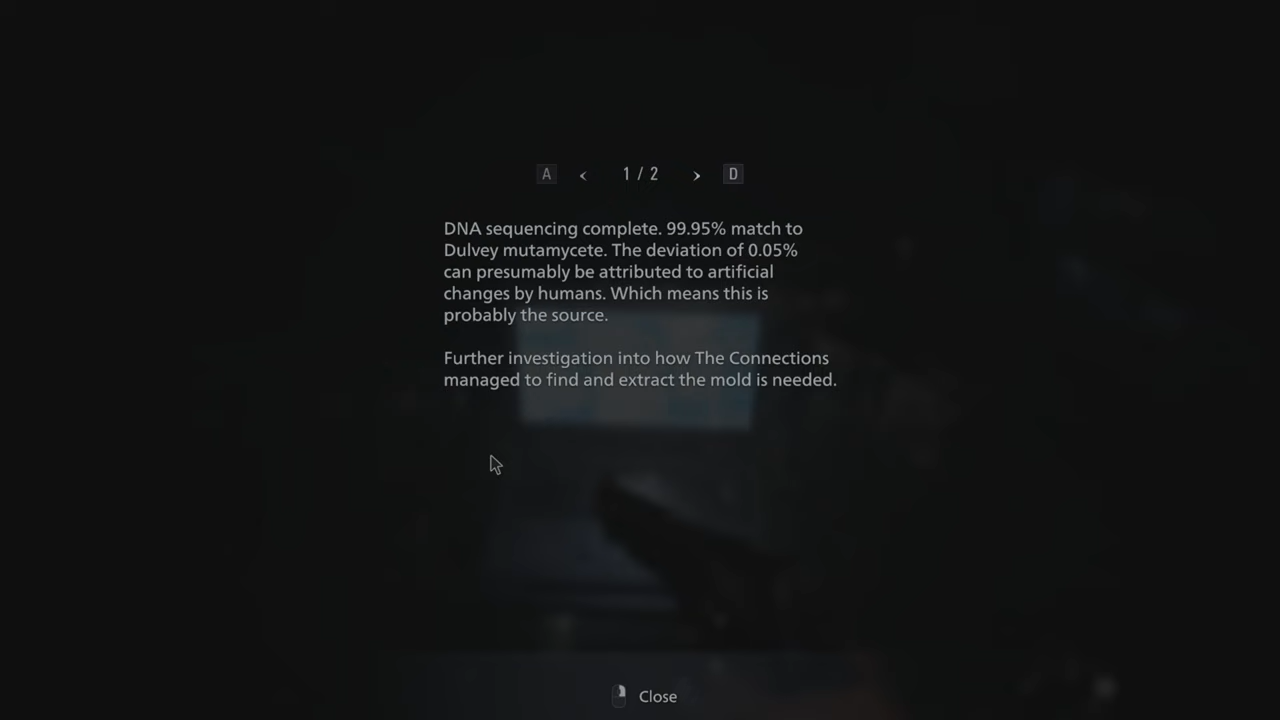 A < 1 / 2 > D
DNA sequencing complete. 99.95% match to
Dulvey mutamycete. The deviation of 0.05%
can presumably be attributed to artificial
changes by humans. Which means this is
probably the source.
Further investigation into how The Connections
managed to find and extract the mold is needed.
Close